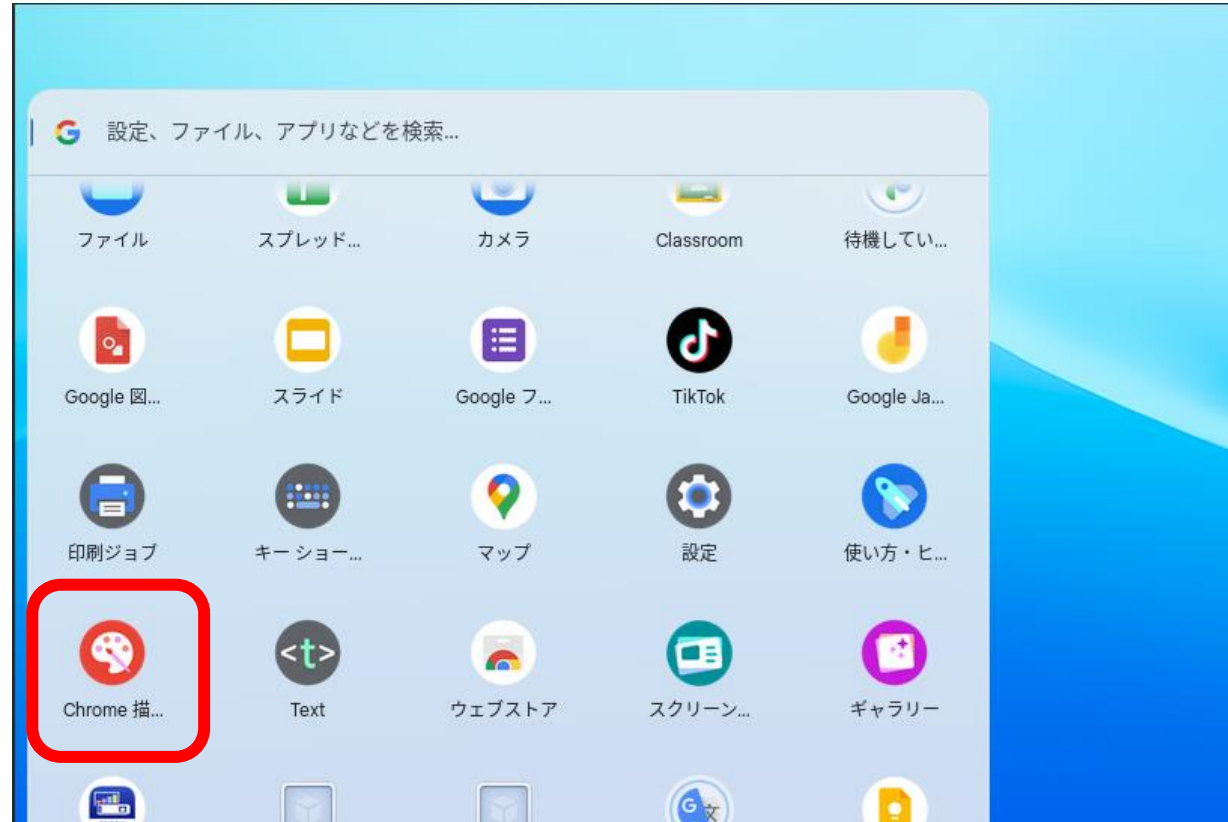 設定、ファイル、アプリなどを検索...
ファイル
スプレッド...
カメラ
Classroom
待機してい...
Google 図...
スライド
Google フ...
TikTok
Google Ja...
印刷ジョブ
キー ショー...
マップ
設定
使い方・ヒ...
Chrome 描...
<t>
Text
ウェブストア
スクリーン...
ギャラリー
G 文